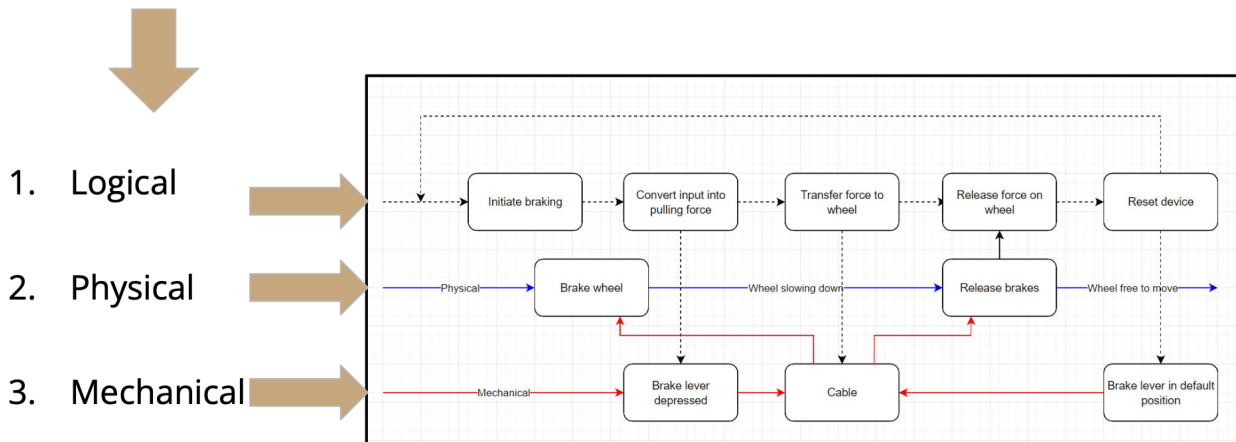 1. Logical
Initiate braking
Convert input into
pulling force
Transfer force to
wheel
Release force on
wheel
Reset device
2. Physical
Physical
Brake wheel
Wheel slowing down
Release brakes
Wheel free to move
3. Mechanical
Mechanical
Brake lever
depressed
Cable
Brake lever in default
position